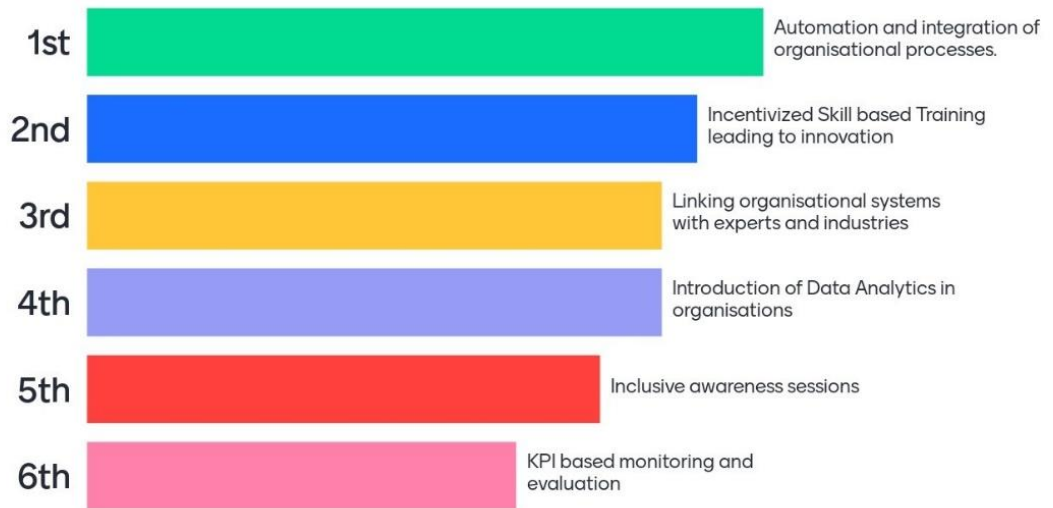 1st
Automation and integration of
organisational processes.
2nd
Incentivized Skill based Training
leading to innovation
3rd
Linking organisational systems
with experts and industries
4th
Introduction of Data Analytics in
organisations
5th
Inclusive awareness sessions
6th
KPI based monitoring and
evaluation